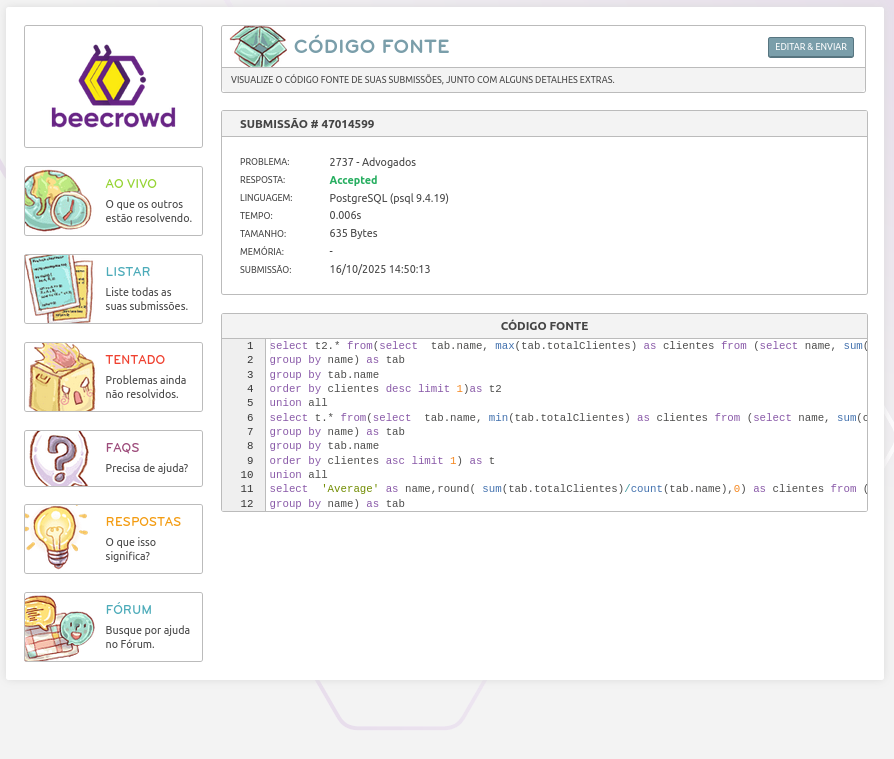 beecrowd
AO VIVO
O que os outros
estão resolvendo.
LISTAR
Liste todas as
suas submissões.
TENTADO
Problemas ainda
não resolvidos.
FAQS
Precisa de ajuda?
RESPOSTAS
O que isso
significa?
FÓRUM
Busque por ajuda
no Fórum.
CÓDIGO FONTE
EDITAR & ENVIAR
VISUALIZE O CÓDIGO FONTE DE SUAS SUBMISSÕES, JUNTO COM ALGUNS DETALHES EXTRAS.
SUBMISSÃO # 47014599
PROBLEMA: 2737 - Advogados
RESPOSTA: Accepted
LINGUAGEM: PostgreSQL (psql 9.4.19)
TEMPO: 0.006s
TAMANHO: 635 Bytes
MEMÓRIA: -
SUBMISSÃO: 16/10/2025 14:50:13
CÓDIGO FONTE
1 select t2.* from(select  tab.name, max(tab.totalClientes) as clientes from (select name, sum(
2 group by name) as tab
3 group by tab.name
4 order by clientes desc limit 1)as t2
5 union all
6 select t.* from(select  tab.name, min(tab.totalClientes) as clientes from (select name, sum(c
7 group by name) as tab
8 group by tab.name
9 order by clientes asc limit 1) as t
10 union all
11 select  'Average' as name,round( sum(tab.totalClientes)/count(tab.name),0) as clientes from (
12 group by name) as tab